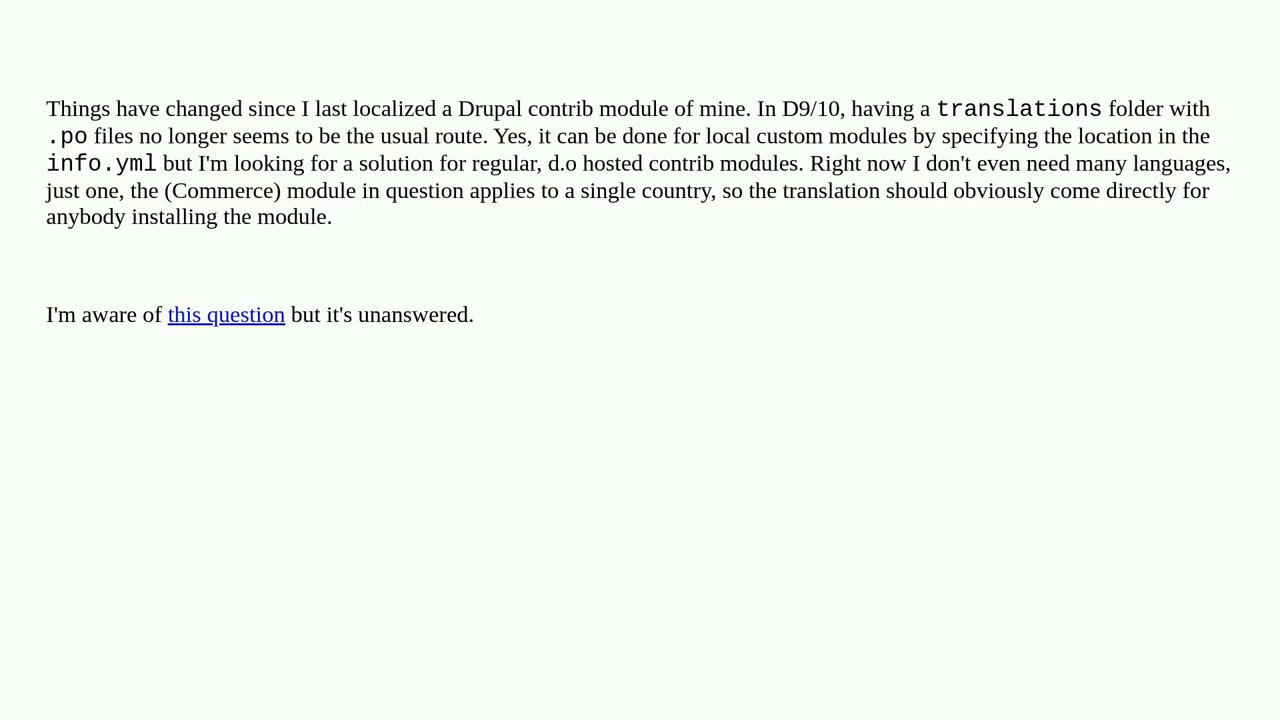 Things have changed since I last localized a Drupal contrib module of mine. In D9/10, having a translations folder with
.po files no longer seems to be the usual route. Yes, it can be done for local custom modules by specifying the location in the
info.yml but I'm looking for a solution for regular, d.o hosted contrib modules. Right now I don't even need many languages,
just one, the (Commerce) module in question applies to a single country, so the translation should obviously come directly for
anybody installing the module.
I'm aware of this question but it's unanswered.